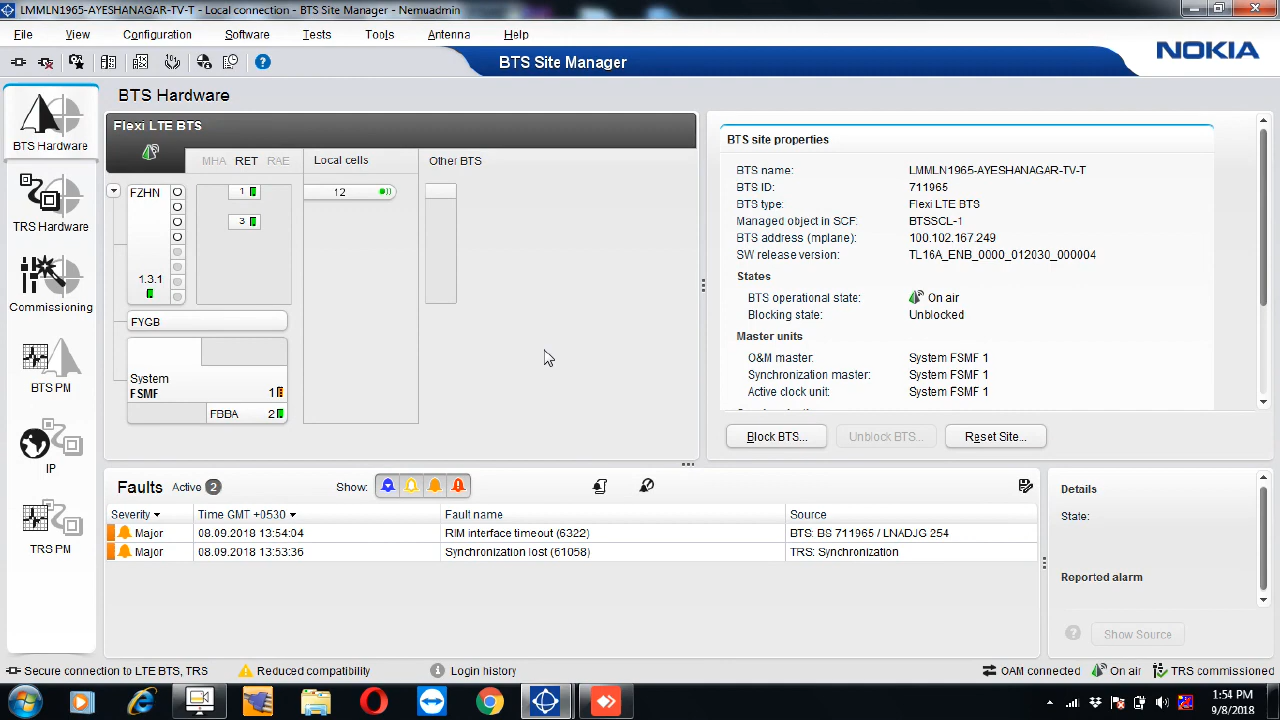 LMMLN1965-AYESHANAGAR-TV-T - Local connection - BTS Site Manager - Nemuadmin
File View Configuration Software Tests Tools Antenna Help
BTS Site Manager
NOKIA
BTS Hardware
TRS Hardware
Commissioning
BTS PM
IP
TRS PM
BTS Hardware
Flexi LTE BTS
MHA RET RAE Local cells Other BTS
FZHN 1 12
3
1.3.1
FYGB
System
FSMF 1
FBBA 2
BTS site properties
BTS name: LMMLN1965-AYESHANAGAR-TV-T
BTS ID: 711965
BTS type: Flexi LTE BTS
Managed object in SCF: BTSSCL-1
BTS address (mplane): 100.102.167.249
SW release version: TL16A_ENB_0000_012030_000004
States
BTS operational state: On air
Blocking state: Unblocked
Master units
O&M master: System FSMF 1
Synchronization master: System FSMF 1
Active clock unit: System FSMF 1
Block BTS... Unblock BTS... Reset Site...
Faults Active 2 Show:
Severity Time GMT +0530 Fault name Source
Major 08.09.2018 13:54:04 RIM interface timeout (6322) BTS: BS 711965 / LNADJG 254
Major 08.09.2018 13:53:36 Synchronization lost (61058) TRS: Synchronization
Details
State:
Reported alarm
Show Source
Secure connection to LTE BTS, TRS Reduced compatibility Login history OAM connected On air TRS commissioned
1:54 PM
9/8/2018